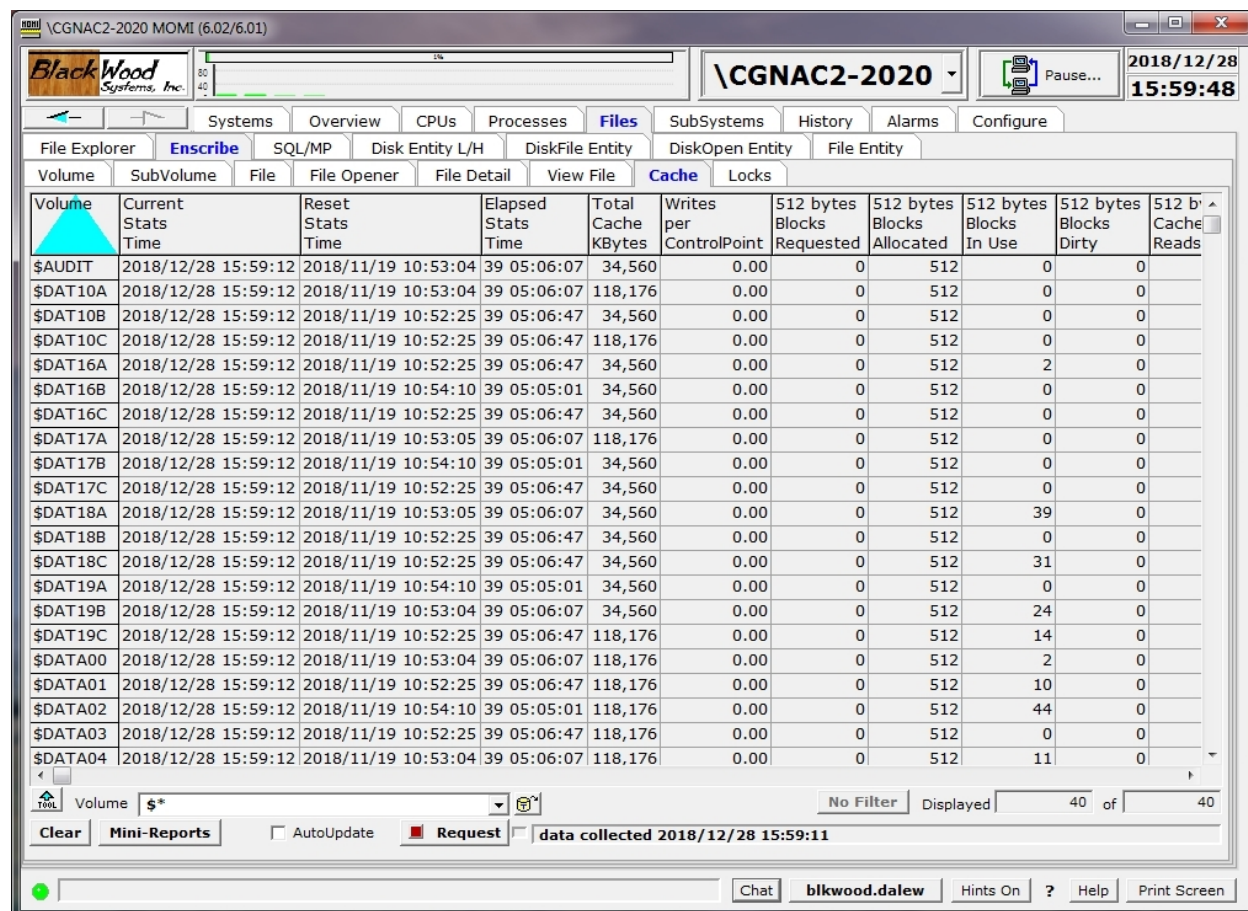 \CGNAC2-2020 MOMI (6.02/6.01)
BlackWood Systems, Inc.
1%
80
40
\CGNAC2-2020
Pause...
2018/12/28
15:59:48
Systems Overview CPUs Processes Files SubSystems History Alarms Configure
File Explorer Enscribe SQL/MP Disk Entity L/H DiskFile Entity DiskOpen Entity File Entity
Volume SubVolume File File Opener File Detail View File Cache Locks
Volume Current Reset Elapsed Total Writes 512 bytes 512 bytes 512 bytes 512 bytes 512 by
Stats Stats Stats Cache per Blocks Blocks Blocks Blocks Cache
Time Time Time KBytes ControlPoint Requested Allocated In Use Dirty Reads
$AUDIT 2018/12/28 15:59:12 2018/11/19 10:53:04 39 05:06:07 34,560 0.00 0 512 0 0
$DAT10A 2018/12/28 15:59:12 2018/11/19 10:53:04 39 05:06:07 118,176 0.00 0 512 0 0
$DAT10B 2018/12/28 15:59:12 2018/11/19 10:52:25 39 05:06:47 34,560 0.00 0 512 0 0
$DAT10C 2018/12/28 15:59:12 2018/11/19 10:52:25 39 05:06:47 118,176 0.00 0 512 0 0
$DAT16A 2018/12/28 15:59:12 2018/11/19 10:52:25 39 05:06:47 34,560 0.00 0 512 2 0
$DAT16B 2018/12/28 15:59:12 2018/11/19 10:54:10 39 05:05:01 34,560 0.00 0 512 0 0
$DAT16C 2018/12/28 15:59:12 2018/11/19 10:52:25 39 05:06:47 34,560 0.00 0 512 0 0
$DAT17A 2018/12/28 15:59:12 2018/11/19 10:53:05 39 05:06:07 118,176 0.00 0 512 0 0
$DAT17B 2018/12/28 15:59:12 2018/11/19 10:54:10 39 05:05:01 34,560 0.00 0 512 0 0
$DAT17C 2018/12/28 15:59:12 2018/11/19 10:52:25 39 05:06:47 34,560 0.00 0 512 0 0
$DAT18A 2018/12/28 15:59:12 2018/11/19 10:53:05 39 05:06:07 34,560 0.00 0 512 39 0
$DAT18B 2018/12/28 15:59:12 2018/11/19 10:52:25 39 05:06:47 34,560 0.00 0 512 0 0
$DAT18C 2018/12/28 15:59:12 2018/11/19 10:52:25 39 05:06:47 34,560 0.00 0 512 31 0
$DAT19A 2018/12/28 15:59:12 2018/11/19 10:54:10 39 05:05:01 34,560 0.00 0 512 0 0
$DAT19B 2018/12/28 15:59:12 2018/11/19 10:53:04 39 05:06:07 34,560 0.00 0 512 24 0
$DAT19C 2018/12/28 15:59:12 2018/11/19 10:52:25 39 05:06:47 118,176 0.00 0 512 14 0
$DATA00 2018/12/28 15:59:12 2018/11/19 10:53:04 39 05:06:07 118,176 0.00 0 512 2 0
$DATA01 2018/12/28 15:59:12 2018/11/19 10:52:25 39 05:06:47 118,176 0.00 0 512 10 0
$DATA02 2018/12/28 15:59:12 2018/11/19 10:54:10 39 05:05:01 118,176 0.00 0 512 44 0
$DATA03 2018/12/28 15:59:12 2018/11/19 10:52:25 39 05:06:47 118,176 0.00 0 512 0 0
$DATA04 2018/12/28 15:59:12 2018/11/19 10:53:04 39 05:06:07 118,176 0.00 0 512 11 0
TOOL Volume $* No Filter Displayed 40 of 40
Clear Mini-Reports AutoUpdate Request data collected 2018/12/28 15:59:11
Chat blkwood.dalew Hints On ? Help Print Screen